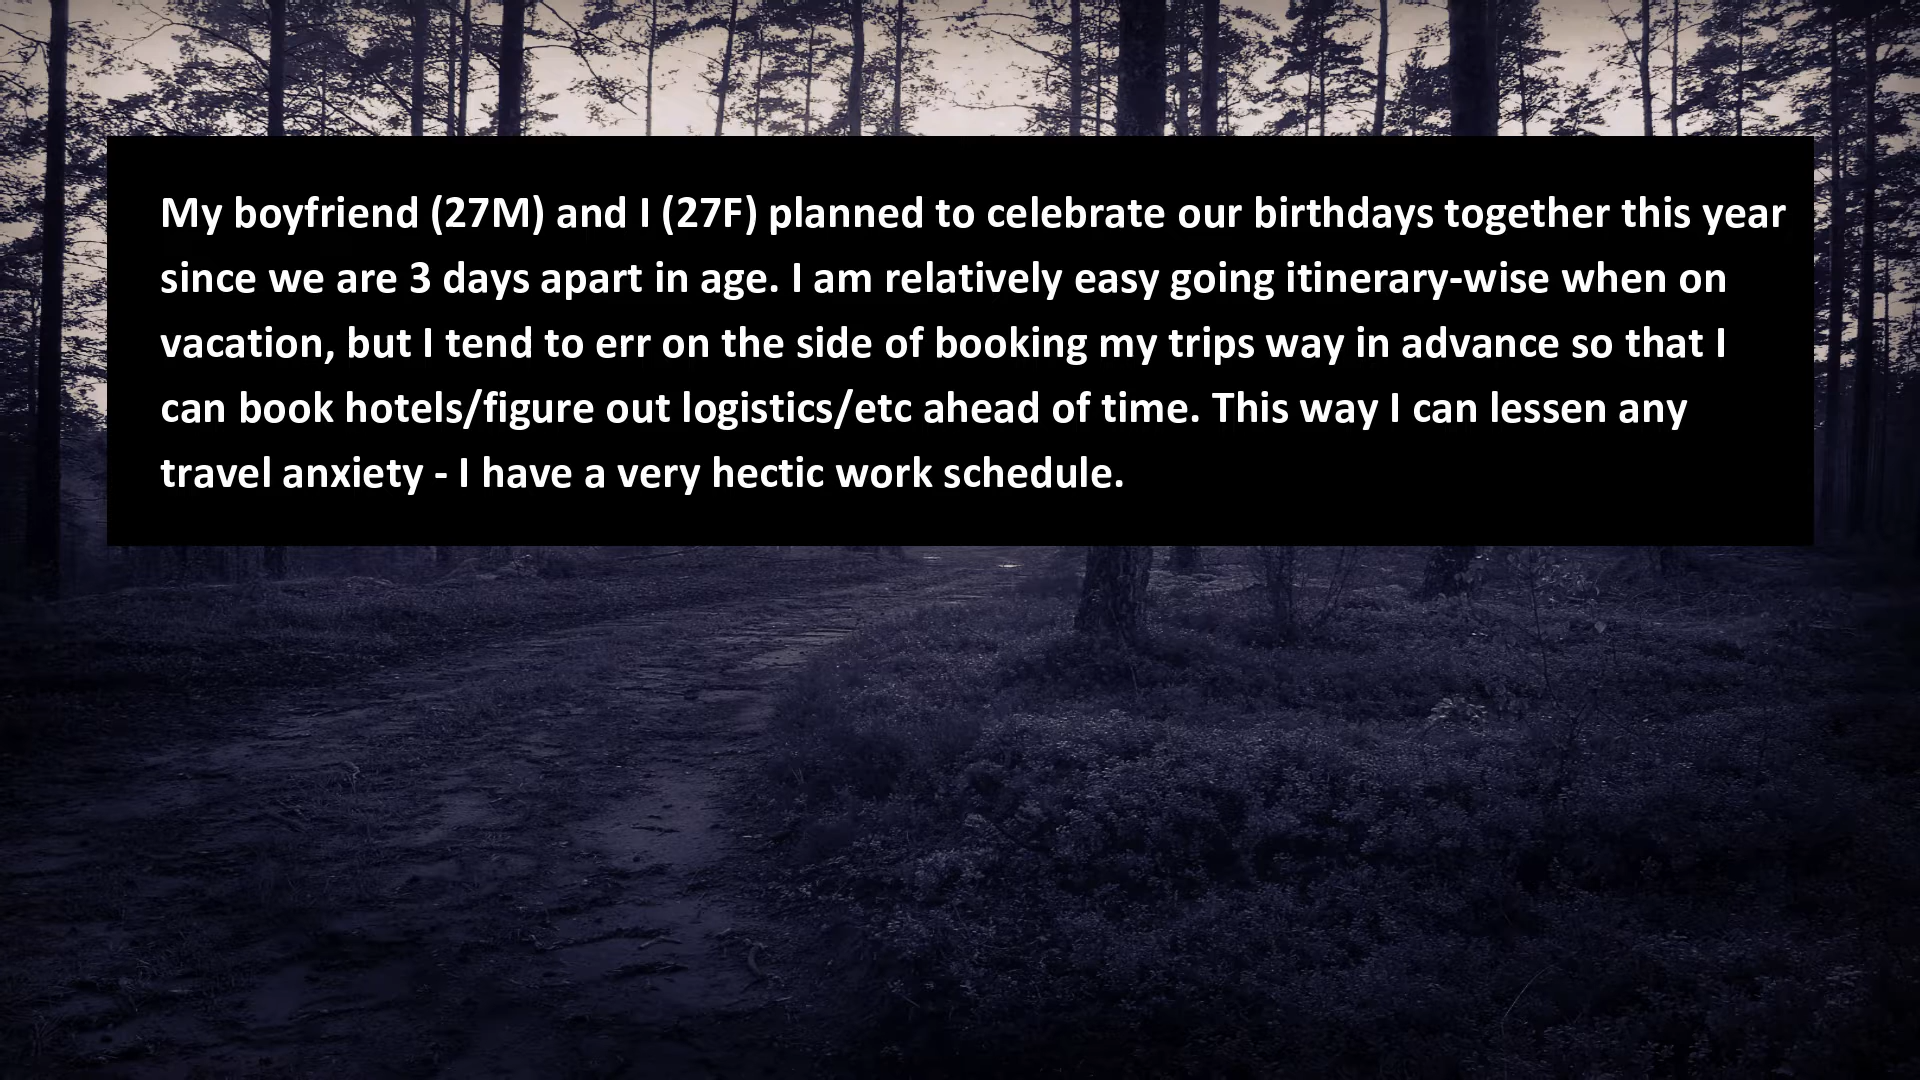 My boyfriend (27M) and I (27F) planned to celebrate our birthdays together this year
since we are 3 days apart in age. I am relatively easy going itinerary-wise when on
vacation, but I tend to err on the side of booking my trips way in advance so that I
can book hotels/figure out logistics/etc ahead of time. This way I can lessen any
travel anxiety - I have a very hectic work schedule.